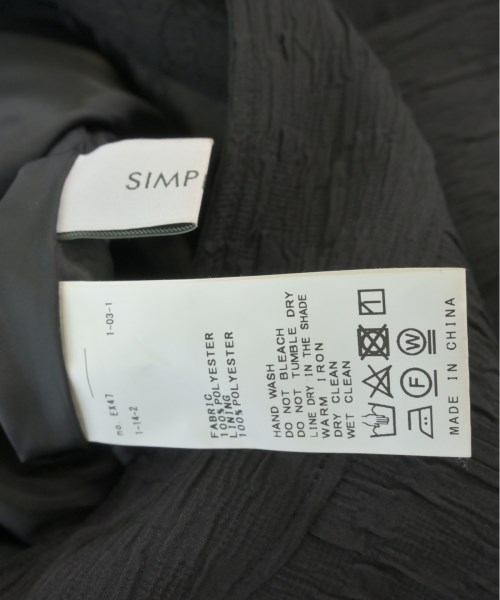 SIMP
no. EX47
1-14-2
1-03-1
FABRIC
100%POLYESTER
LINING
100%POLYESTER
HAND WASH
DO NOT BLEACH
DO NOT TUMBLE DRY
LINE DRY IN THE SHADE
WARM IRON
DRY CLEAN
WET CLEAN
F W
MADE IN CHINA